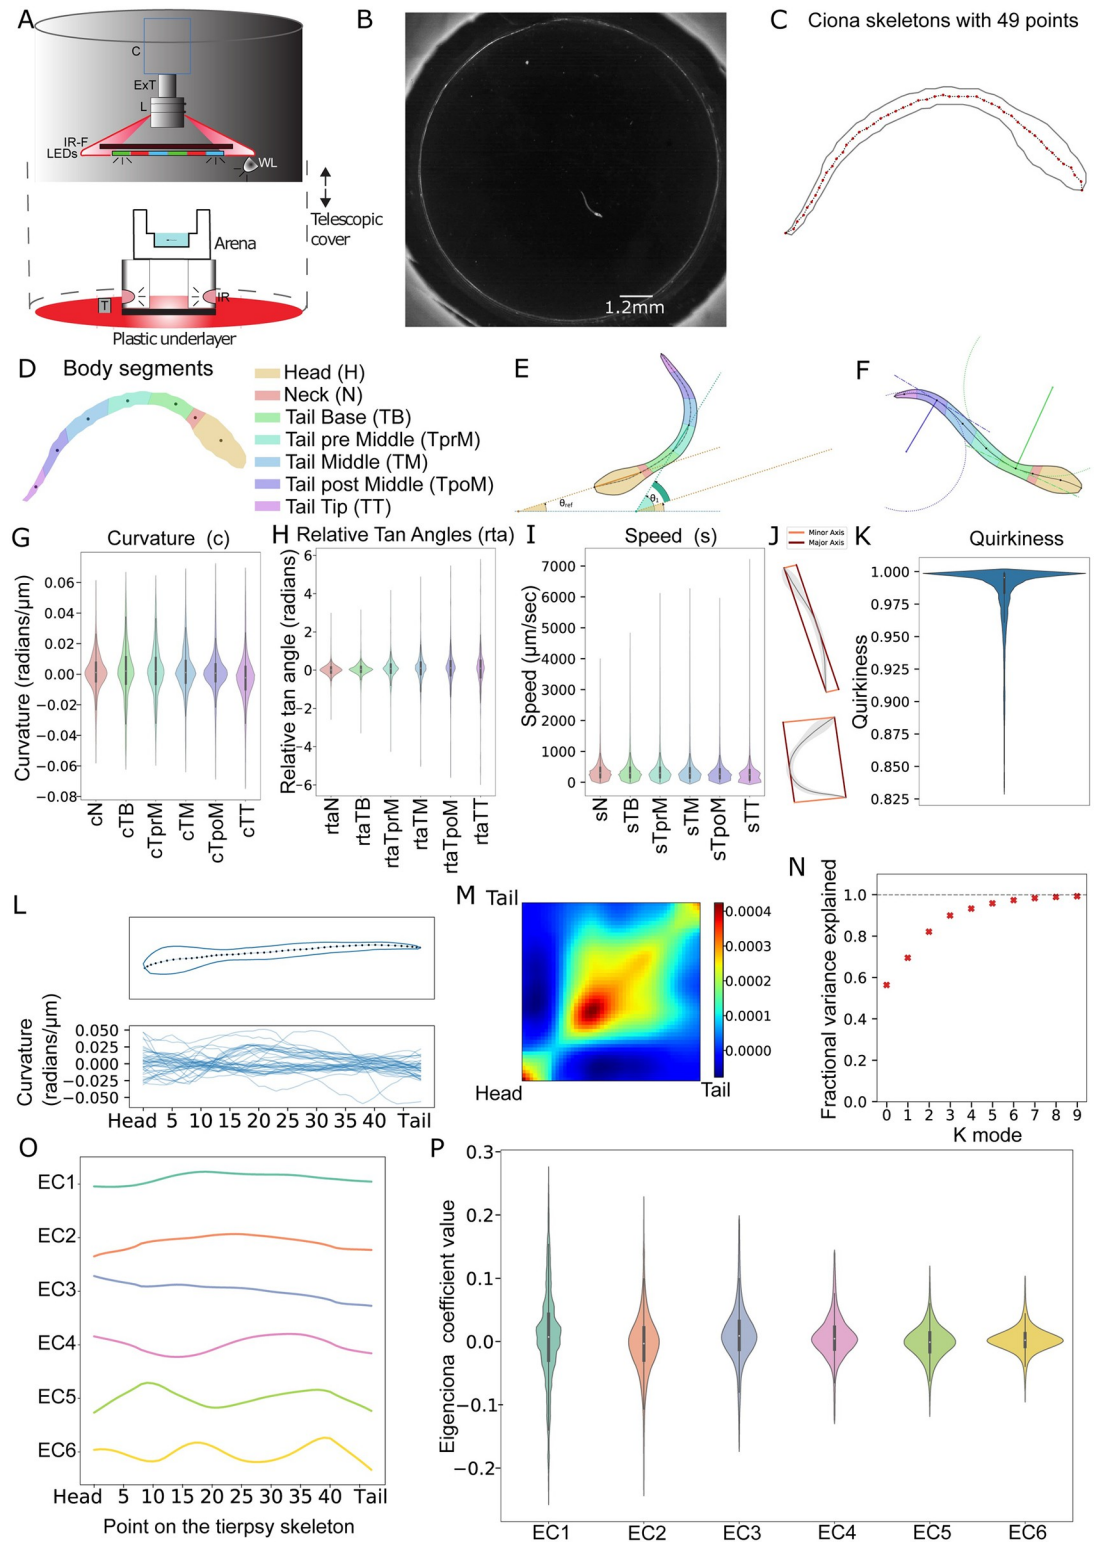 A
C
ExT
L
IR-F
LEDs
WL
Telescopic
cover
Arena
IR
T
Plastic underlayer
B
1.2mm
C Ciona skeletons with 49 points
D Body segments
Head (H)
Neck (N)
Tail Base (TB)
Tail pre Middle (TprM)
Tail Middle (TM)
Tail post Middle (TpoM)
Tail Tip (TT)
E
θref
θ1
F
G Curvature (c)
Curvature (radians/μm)
0.06
0.04
0.02
0.00
−0.02
−0.04
−0.06
−0.08
cN
cTB
cTprM
cTM
cTpoM
cTT
H Relative Tan Angles (rta)
Relative tan angle (radians)
6
4
2
0
−2
−4
−6
rtaN
rtaTB
rtaTprM
rtaTM
rtaTpoM
rtaTT
I Speed (s)
Speed (μm/sec)
7000
6000
5000
4000
3000
2000
1000
0
sN
sTB
sTprM
sTM
sTpoM
sTT
J
Minor Axis
Major Axis
K Quirkiness
Quirkiness
1.000
0.975
0.950
0.925
0.900
0.875
0.850
0.825
L
Curvature
(radians/μm)
0.050
0.025
0.000
−0.025
−0.050
Head 5 10 15 20 25 30 35 40 Tail
M Tail
Head
Tail
0.0004
0.0003
0.0002
0.0001
0.0000
N
Fractional variance explained
1.0
0.8
0.6
0.4
0.2
0.0
0 1 2 3 4 5 6 7 8 9
K mode
O
EC1
EC2
EC3
EC4
EC5
EC6
Head 5 10 15 20 25 30 35 40 Tail
Point on the tierpsy skeleton
P
Eigenciona coefficient value
0.3
0.2
0.1
0.0
−0.1
−0.2
EC1 EC2 EC3 EC4 EC5 EC6